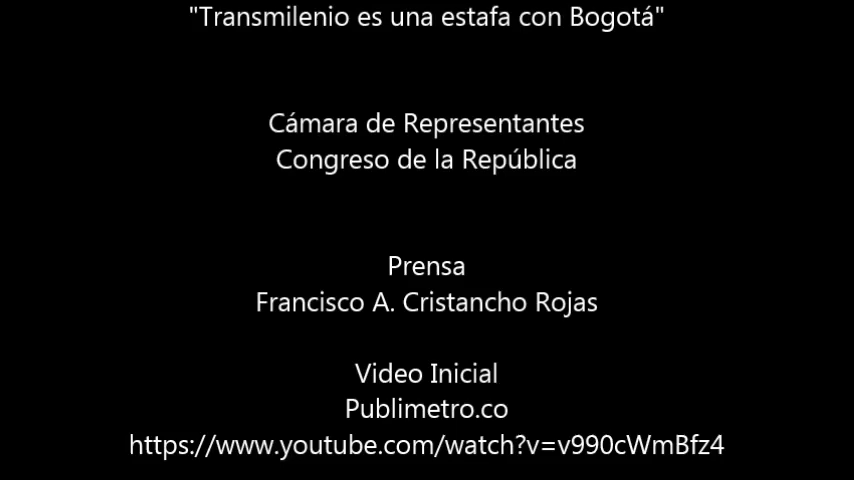 "Transmilenio es una estafa con Bogotá"
Cámara de Representantes
Congreso de la República
Prensa
Francisco A. Cristancho Rojas
Video Inicial
Publimetro.co
https://www.youtube.com/watch?v=v990cWmBfz4